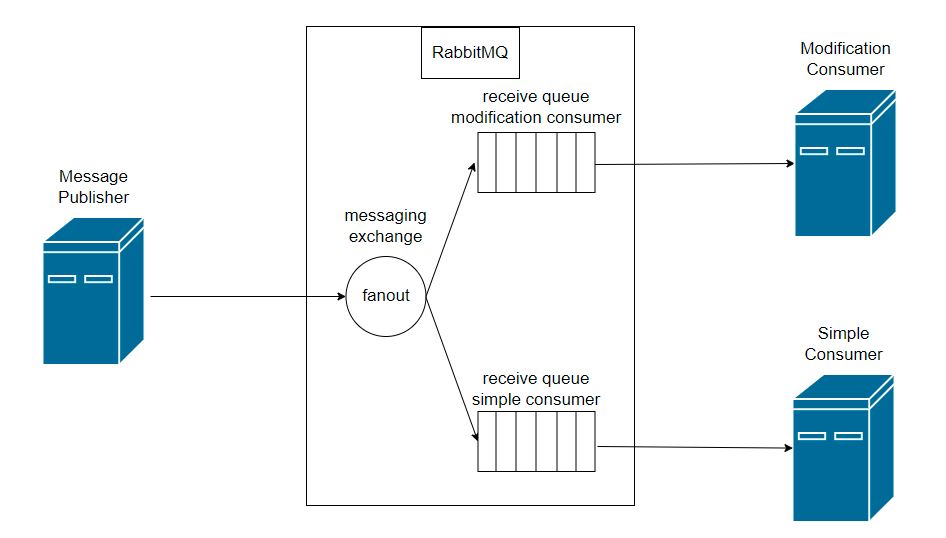 RabbitMQ
Modification
Consumer
receive queue
modification consumer
Message
Publisher
messaging
exchange
fanout
Simple
Consumer
receive queue
simple consumer